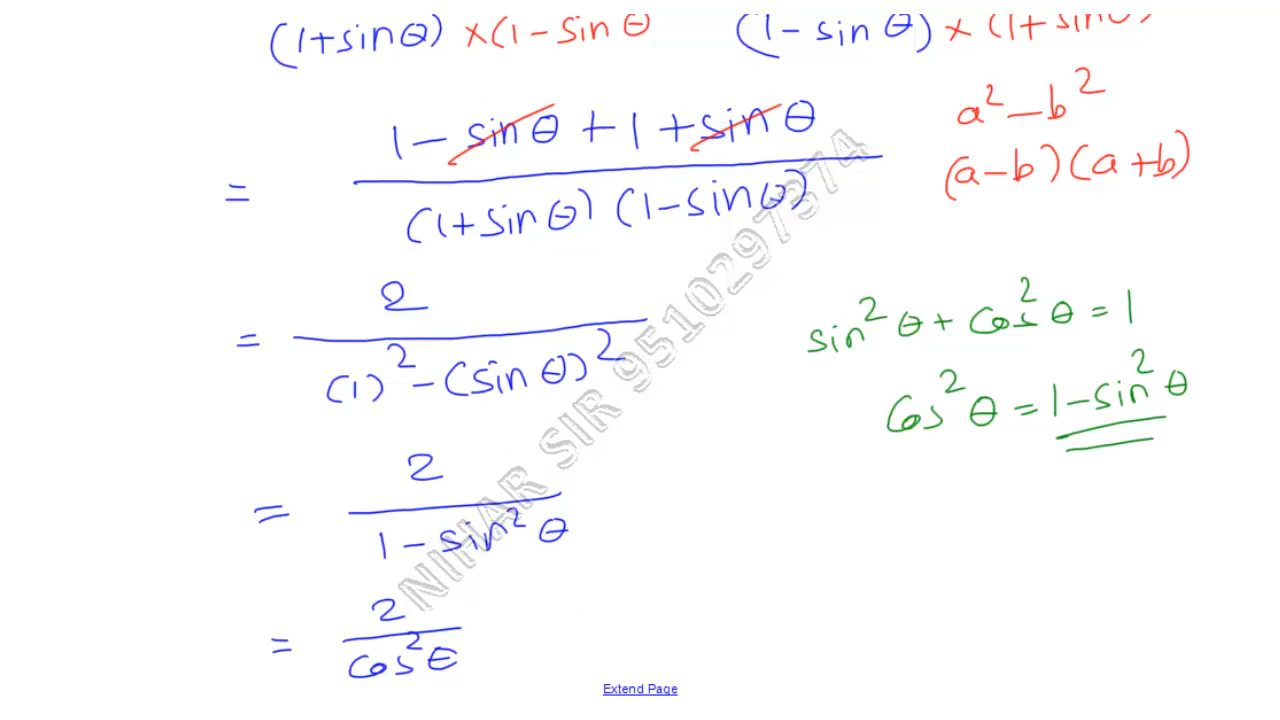 (1+sinθ) ×(1-sinθ (1-sinθ) × (1+sinθ)
1 - sinθ + 1 + sinθ
= (1+sinθ) (1-sinθ)
a² - b²
(a-b) (a+b)
2
= (1)² - (sinθ)²
sin²θ + cos²θ = 1
cos²θ = 1-sin²θ
2
= 1 - sin²θ
2
= cos²θ
NIHAR SIR 9510297374
Extend Page